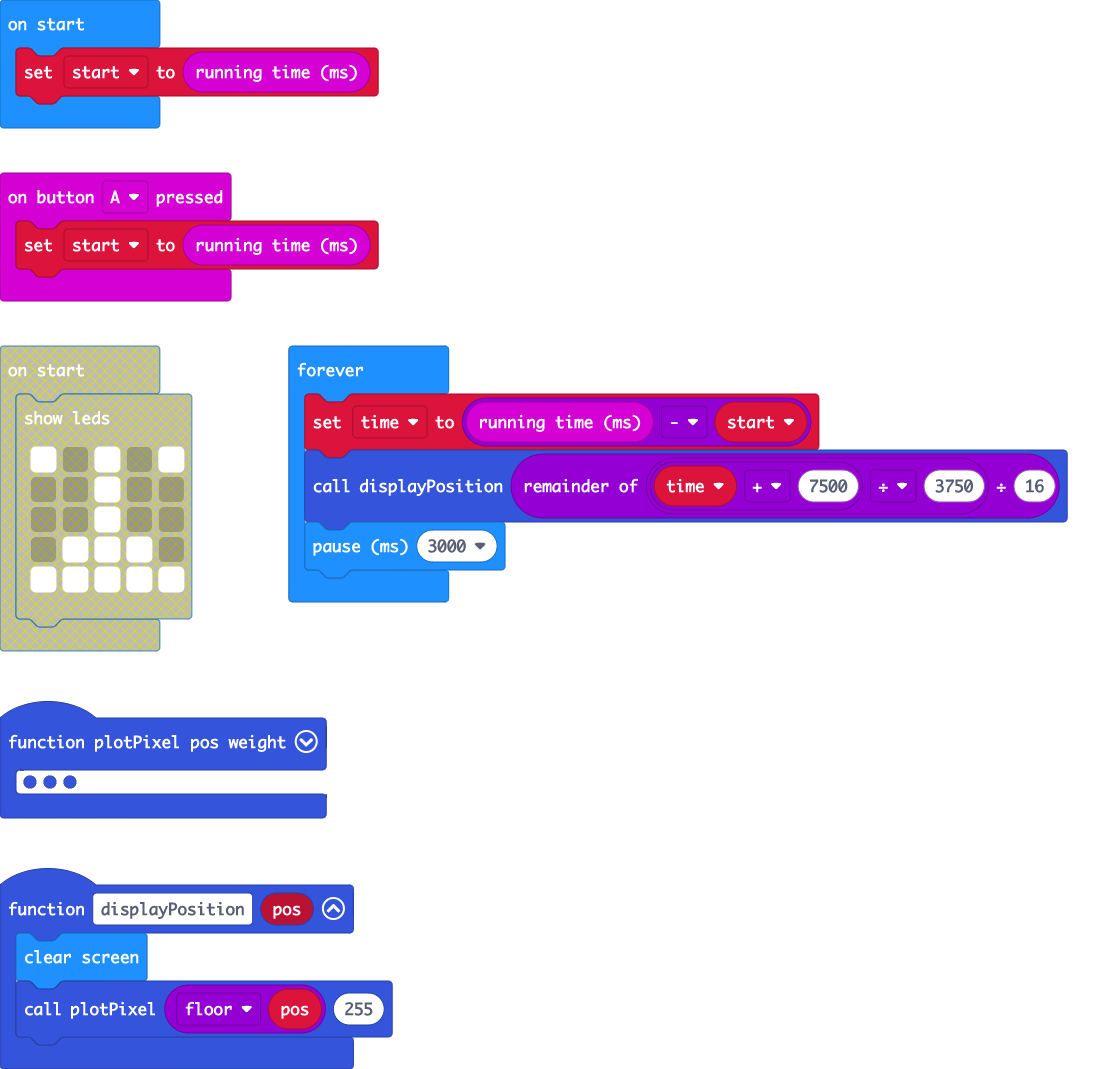 on start
set start to running time (ms)
on button A pressed
set start to running time (ms)
on start
show leds
forever
set time to running time (ms) - start
call displayPosition remainder of time + 7500 ÷ 3750 ÷ 16
pause (ms) 3000
function plotPixel pos weight
function displayPosition pos
clear screen
call plotPixel floor pos 255